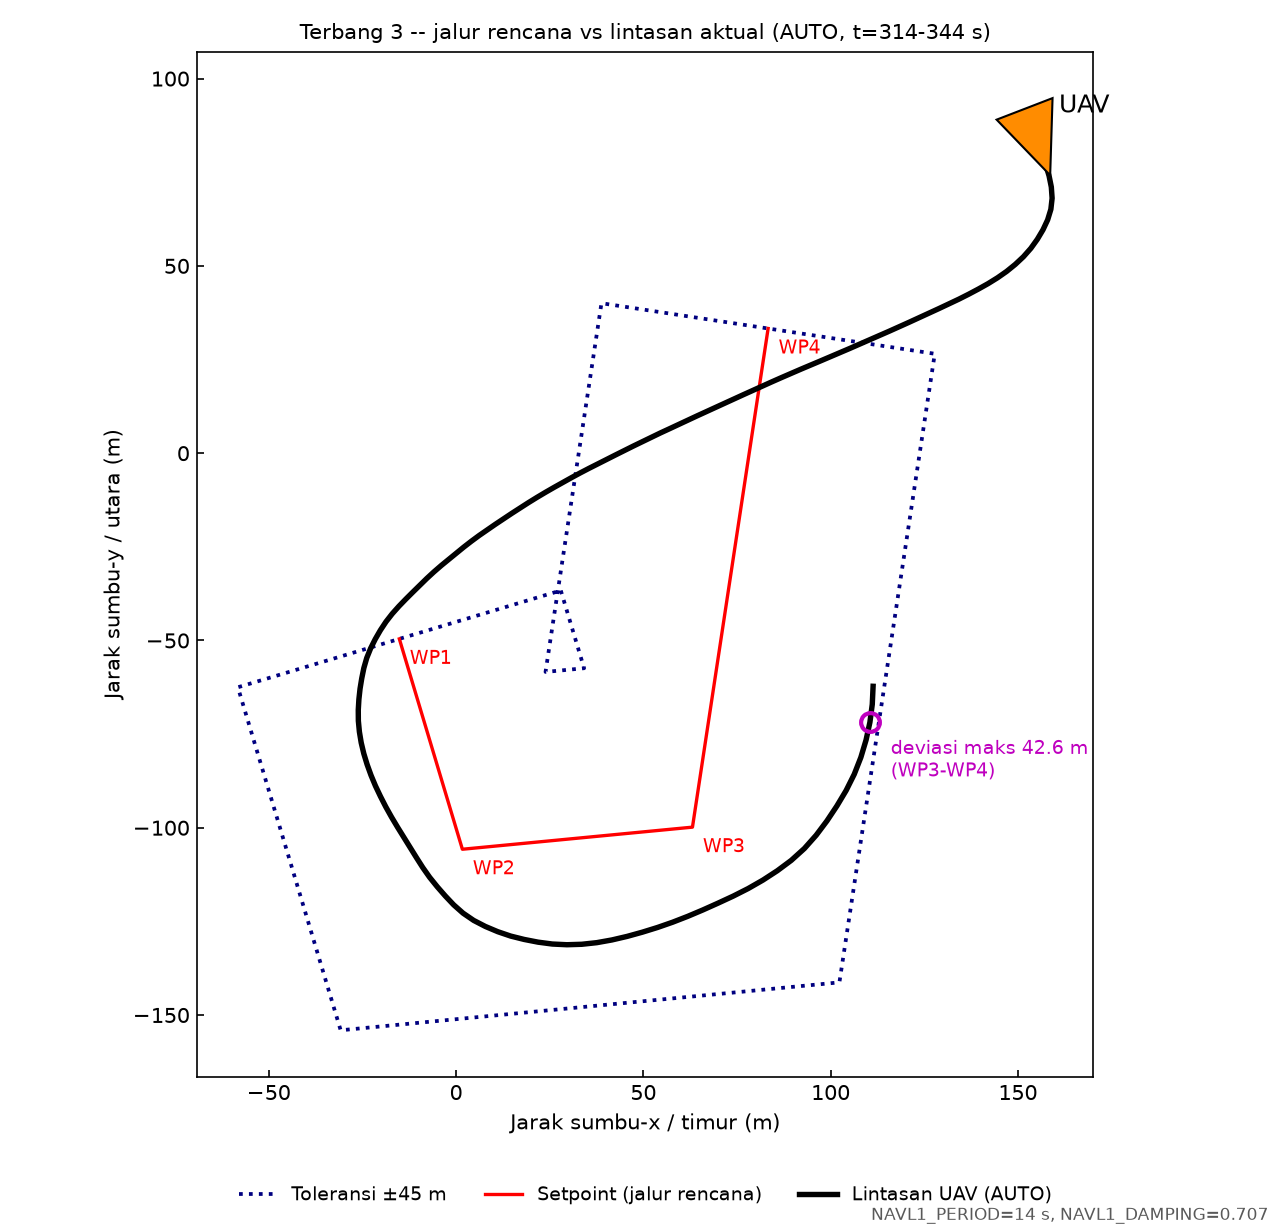 Terbang 3 -- jalur rencana vs lintasan aktual (AUTO, t=314-344 s)
100
50
0
−50
−100
−150
Jarak sumbu-y / utara (m)
UAV
WP4
WP1
deviasi maks 42.6 m
(WP3-WP4)
WP3
WP2
−50
0
50
100
150
Jarak sumbu-x / timur (m)
Toleransi ±45 m
Setpoint (jalur rencana)
Lintasan UAV (AUTO)
NAVL1_PERIOD=14 s, NAVL1_DAMPING=0.707